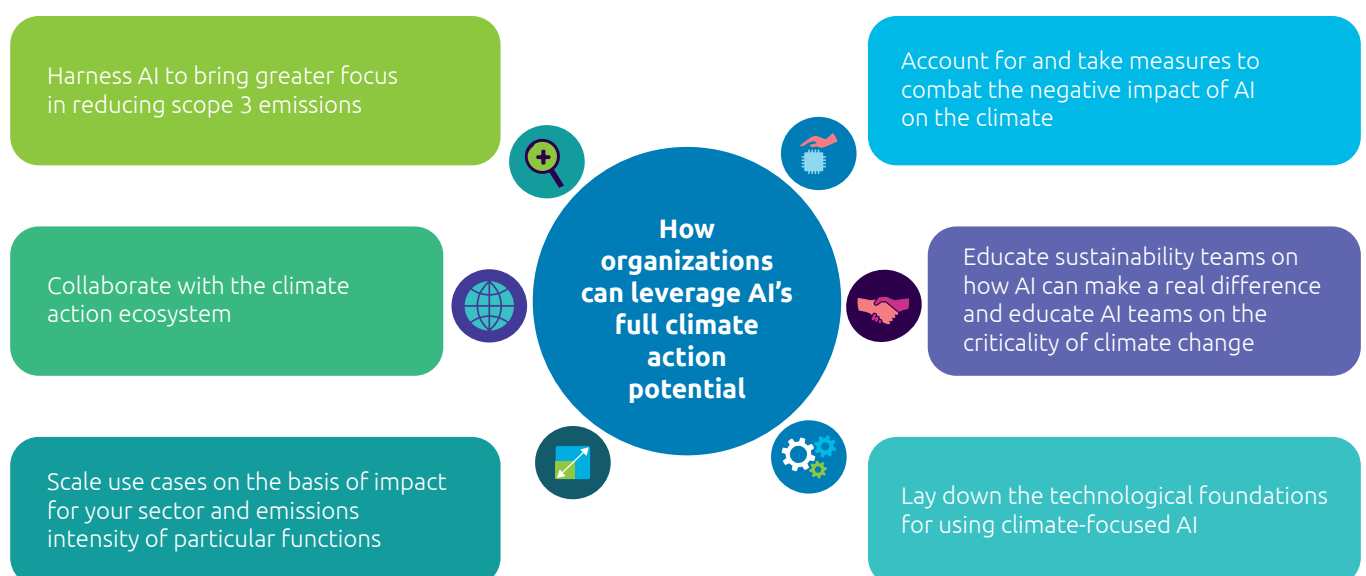 Harness AI to bring greater focus
in reducing scope 3 emissions
Account for and take measures to
combat the negative impact of AI
on the climate
How
organizations
can leverage AI’s
full climate
action
potential
Collaborate with the climate
action ecosystem
Educate sustainability teams on
how AI can make a real difference
and educate AI teams on the
criticality of climate change
Scale use cases on the basis of impact
for your sector and emissions
intensity of particular functions
Lay down the technological foundations
for using climate-focused AI